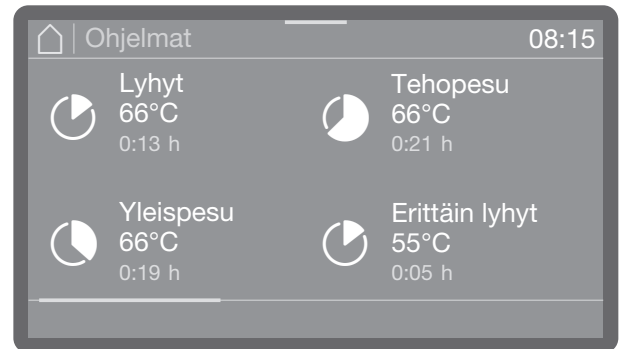 Ohjelmat 08:15
Lyhyt
66°C
0:13 h
Tehopesu
66°C
0:21 h
Yleispesu
66°C
0:19 h
Erittäin lyhyt
55°C
0:05 h